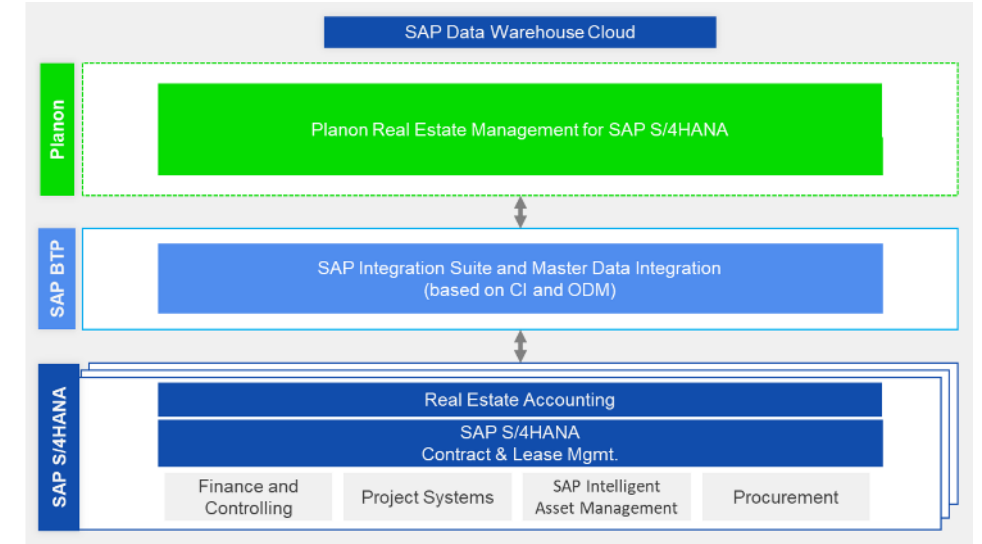 SAP Data Warehouse Cloud
Planon
Planon Real Estate Management for SAP S/4HANA
SAP BTP
SAP Integration Suite and Master Data Integration
(based on CI and ODM)
SAP S/4HANA
Real Estate Accounting
SAP S/4HANA
Contract & Lease Mgmt.
Finance and
Controlling
Project Systems
SAP Intelligent
Asset Management
Procurement